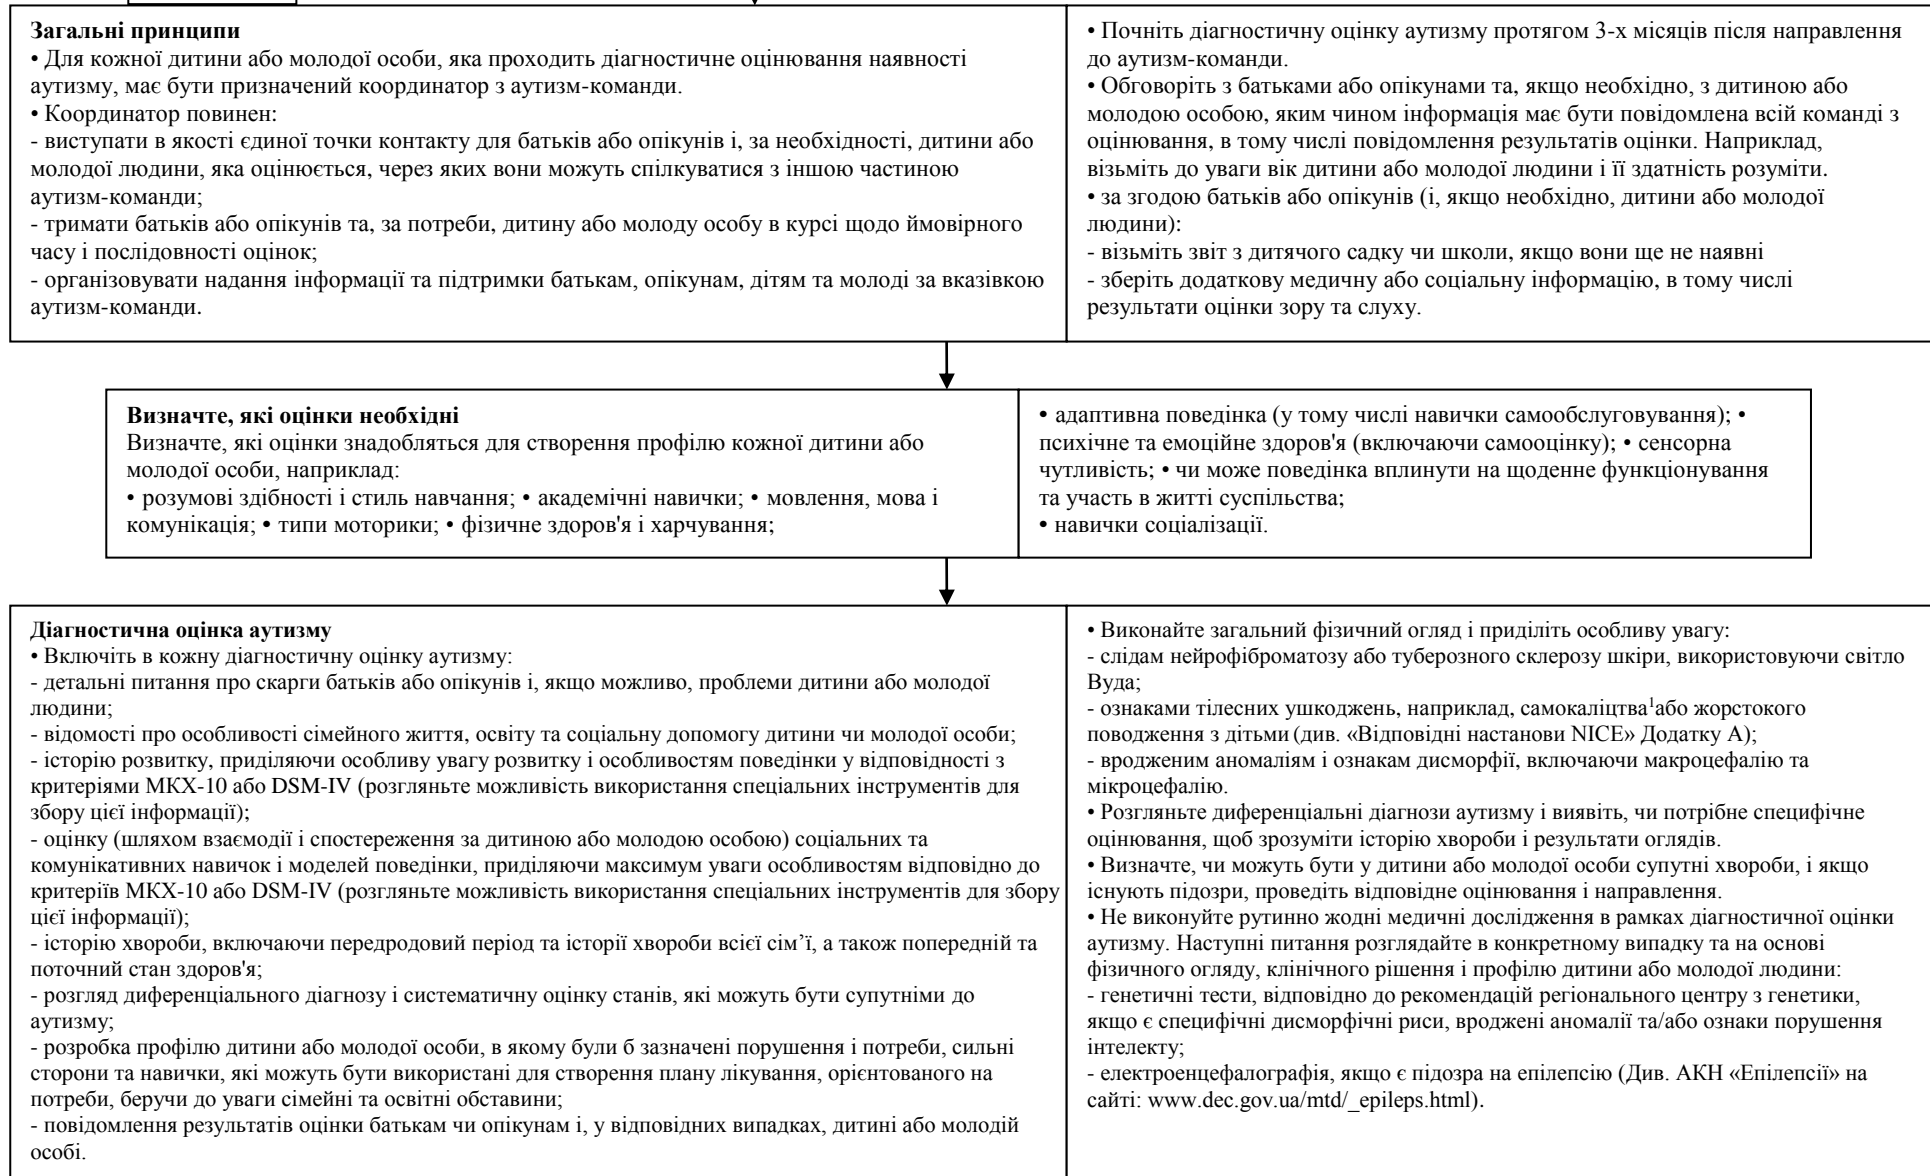 Загальні принципи
• Для кожної дитини або молодої особи, яка проходить діагностичне оцінювання наявності
аутизму, має бути призначений координатор з аутизм-команди.
• Координатор повинен:
- виступати в якості єдиної точки контакту для батьків або опікунів і, за необхідності, дитини або
молодої людини, яка оцінюється, через яких вони можуть спілкуватися з іншою частиною
аутизм-команди;
- тримати батьків або опікунів та, за потреби, дитину або молоду особу в курсі щодо ймовірного
часу і послідовності оцінок;
- організовувати надання інформації та підтримки батькам, опікунам, дітям та молоді за вказівкою
аутизм-команди.
• Почніть діагностичну оцінку аутизму протягом 3-х місяців після направлення
до аутизм-команди.
• Обговоріть з батьками або опікунами та, якщо необхідно, з дитиною або
молодою особою, яким чином інформація має бути повідомлена всій команді з
оцінювання, в тому числі повідомлення результатів оцінки. Наприклад,
візьміть до уваги вік дитини або молодої людини і її здатність розуміти.
• за згодою батьків або опікунів (і, якщо необхідно, дитини або молодої
людини):
- візьміть звіт з дитячого садку чи школи, якщо вони ще не наявні
- зберіть додаткову медичну або соціальну інформацію, в тому числі
результати оцінки зору та слуху.
Визначте, які оцінки необхідні
Визначте, які оцінки знадобляться для створення профілю кожної дитини або
молодої особи, наприклад:
• розумові здібності і стиль навчання; • академічні навички; • мовлення, мова і
комунікація; • типи моторики; • фізичне здоров'я і харчування;
• адаптивна поведінка (у тому числі навички самообслуговування); •
психічне та емоційне здоров'я (включаючи самооцінку); • сенсорна
чутливість; • чи може поведінка вплинути на щоденне функціонування
та участь в житті суспільства;
• навички соціалізації.
Діагностична оцінка аутизму
• Включіть в кожну діагностичну оцінку аутизму:
- детальні питання про скарги батьків або опікунів і, якщо можливо, проблеми дитини або молодої
людини;
- відомості про особливості сімейного життя, освіту та соціальну допомогу дитини чи молодої особи;
- історію розвитку, приділяючи особливу увагу розвитку і особливостям поведінки у відповідності з
критеріями МКХ-10 або DSM-IV (розгляньте можливість використання спеціальних інструментів для
збору цієї інформації);
- оцінку (шляхом взаємодії і спостереження за дитиною або молодою особою) соціальних та
комунікативних навичок і моделей поведінки, приділяючи максимум уваги особливостям відповідно до
критеріїв МКХ-10 або DSM-IV (розгляньте можливість використання спеціальних інструментів для збору
цієї інформації);
- історію хвороби, включаючи передродовий період та історії хвороби всієї сім’ї, а також попередній та
поточний стан здоров'я;
- розгляд диференціального діагнозу і систематичну оцінку станів, які можуть бути супутніми до
аутизму;
- розробка профілю дитини або молодої особи, в якому були б зазначені порушення і потреби, сильні
сторони та навички, які можуть бути використані для створення плану лікування, орієнтованого на
потреби, беручи до уваги сімейні та освітні обставини;
- повідомлення результатів оцінки батькам чи опікунам і, у відповідних випадках, дитині або молодій
особі.
• Виконайте загальний фізичний огляд і приділіть особливу увагу:
- слідам нейрофіброматозу або туберозного склерозу шкіри, використовуючи світло
Вуда;
- ознаками тілесних ушкоджень, наприклад, самокаліцтва¹або жорстокого
поводження з дітьми (див. «Відповідні настанови NICE» Додатку А);
- вродженим аномаліям і ознакам дисморфії, включаючи макроцефалію та
мікроцефалію.
• Розгляньте диференціальні діагнози аутизму і виявіть, чи потрібне специфічне
оцінювання, щоб зрозуміти історію хвороби і результати оглядів.
• Визначте, чи можуть бути у дитини або молодої особи супутні хвороби, і якщо
існують підозри, проведіть відповідне оцінювання і направлення.
• Не виконуйте рутинно жодні медичні дослідження в рамках діагностичної оцінки
аутизму. Наступні питання розглядайте в конкретному випадку та на основі
фізичного огляду, клінічного рішення і профілю дитини або молодої людини:
- генетичні тести, відповідно до рекомендацій регіонального центру з генетики,
якщо є специфічні дисморфічні риси, вроджені аномалії та/або ознаки порушення
інтелекту;
- електроенцефалографія, якщо є підозра на епілепсію (Див. АКН «Епілепсії» на
сайті: www.dec.gov.ua/mtd/_epileps.html).